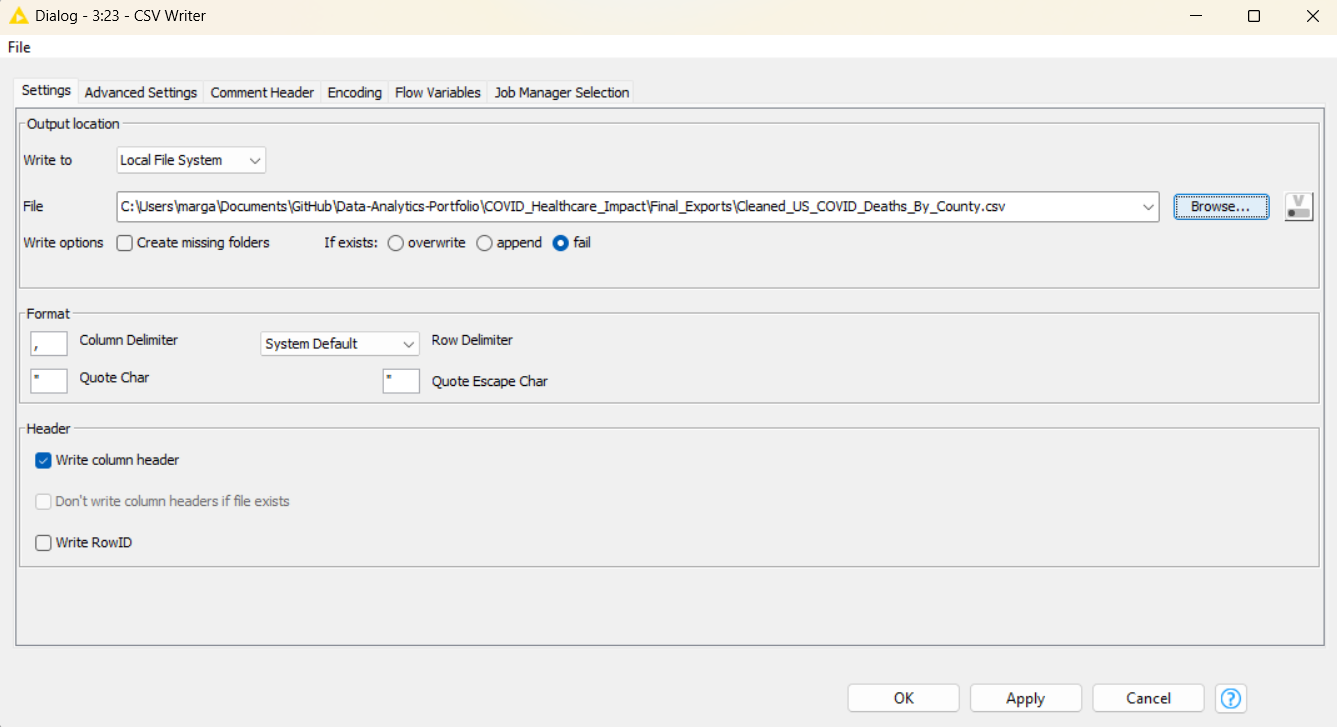 Dialog - 3:23 - CSV Writer
File
Settings Advanced Settings Comment Header Encoding Flow Variables Job Manager Selection
Output location
Write to Local File System
File C:\Users\marga\Documents\GitHub\Data-Analytics-Portfolio\COVID_Healthcare_Impact\Final_Exports\Cleaned_US_COVID_Deaths_By_County.csv Browse... V
Write options Create missing folders If exists: overwrite append fail
Format
, Column Delimiter System Default Row Delimiter
" Quote Char " Quote Escape Char
Header
Write column header
Don't write column headers if file exists
Write RowID
OK Apply Cancel ?